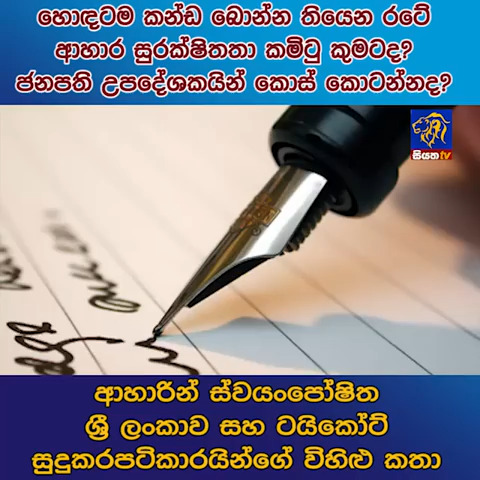 හොඳටම කන්ඩ බොන්න තියෙන රටේ
ආහාර සුරක්ෂිතතා කමිටු කුමටද?
ජනපති උපදේශකයින් කොස් කොටන්නද?
සියත tv
ආහාරින් ස්වයංපෝෂිත
ශ්‍රී ලංකාව සහ ටයිකෝට්
සුදුකරපටිකාරයින්ගේ විහිළු කතා